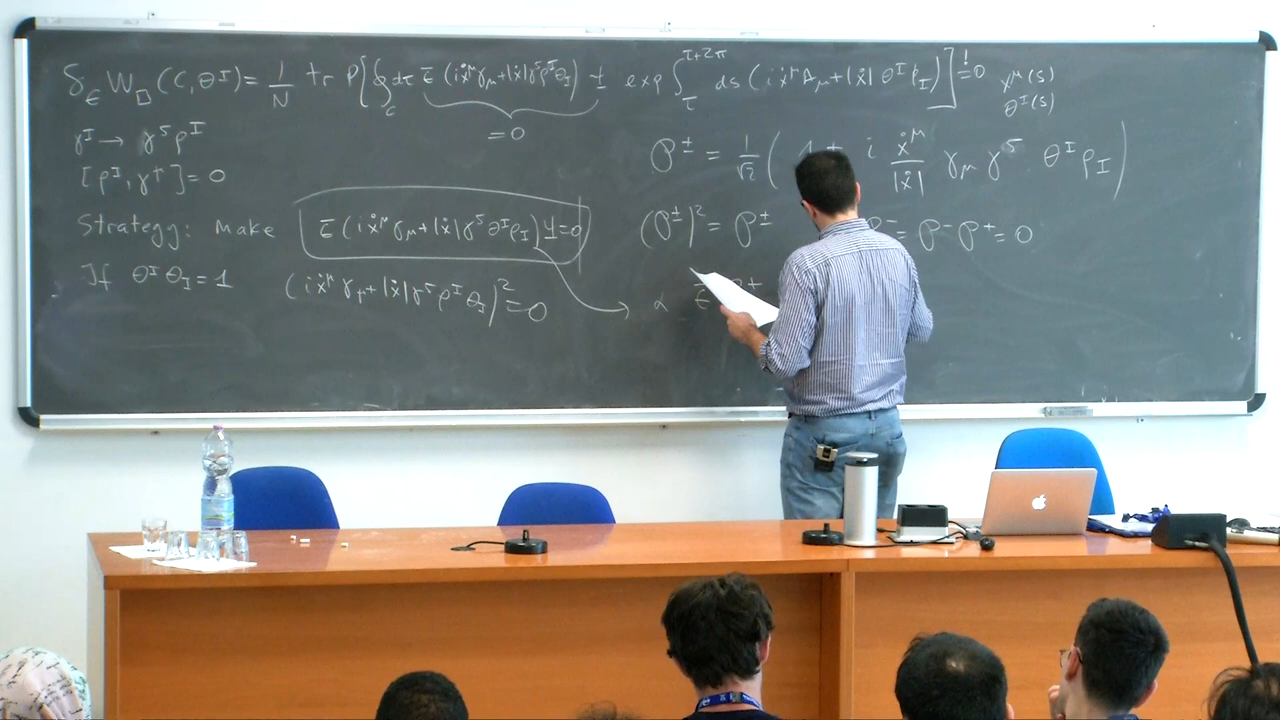 δ_ε W_□ (C, θ^I) = 1/N tr P[∮_C dτ ε̄ (i ẋ^μ γ_μ + |ẋ| γ^5 ρ^I θ_I) Ψ exp ∫_τ^{τ+2π} ds (i ẋ^μ A_μ + |ẋ| θ^I ϕ_I)] =! 0
x^μ(s)
θ^I(s)
= 0
γ^I → γ^5 ρ^I
[ρ^I, γ^μ] = 0
P^± = 1/√2 ( 1 ± i ẋ^μ/|ẋ| γ_μ γ^5 θ^I ρ_I )
Strategy: Make ε̄ (i ẋ^μ γ_μ + |ẋ| γ^5 θ^I ρ_I) Ψ = 0
(P^±)^2 = P^± P^- = P^- P^+ = 0
If θ^I θ_I = 1 (i ẋ^μ γ_μ + |ẋ| γ^5 ρ^I θ_I)^2 = 0
α ε̄ P^±